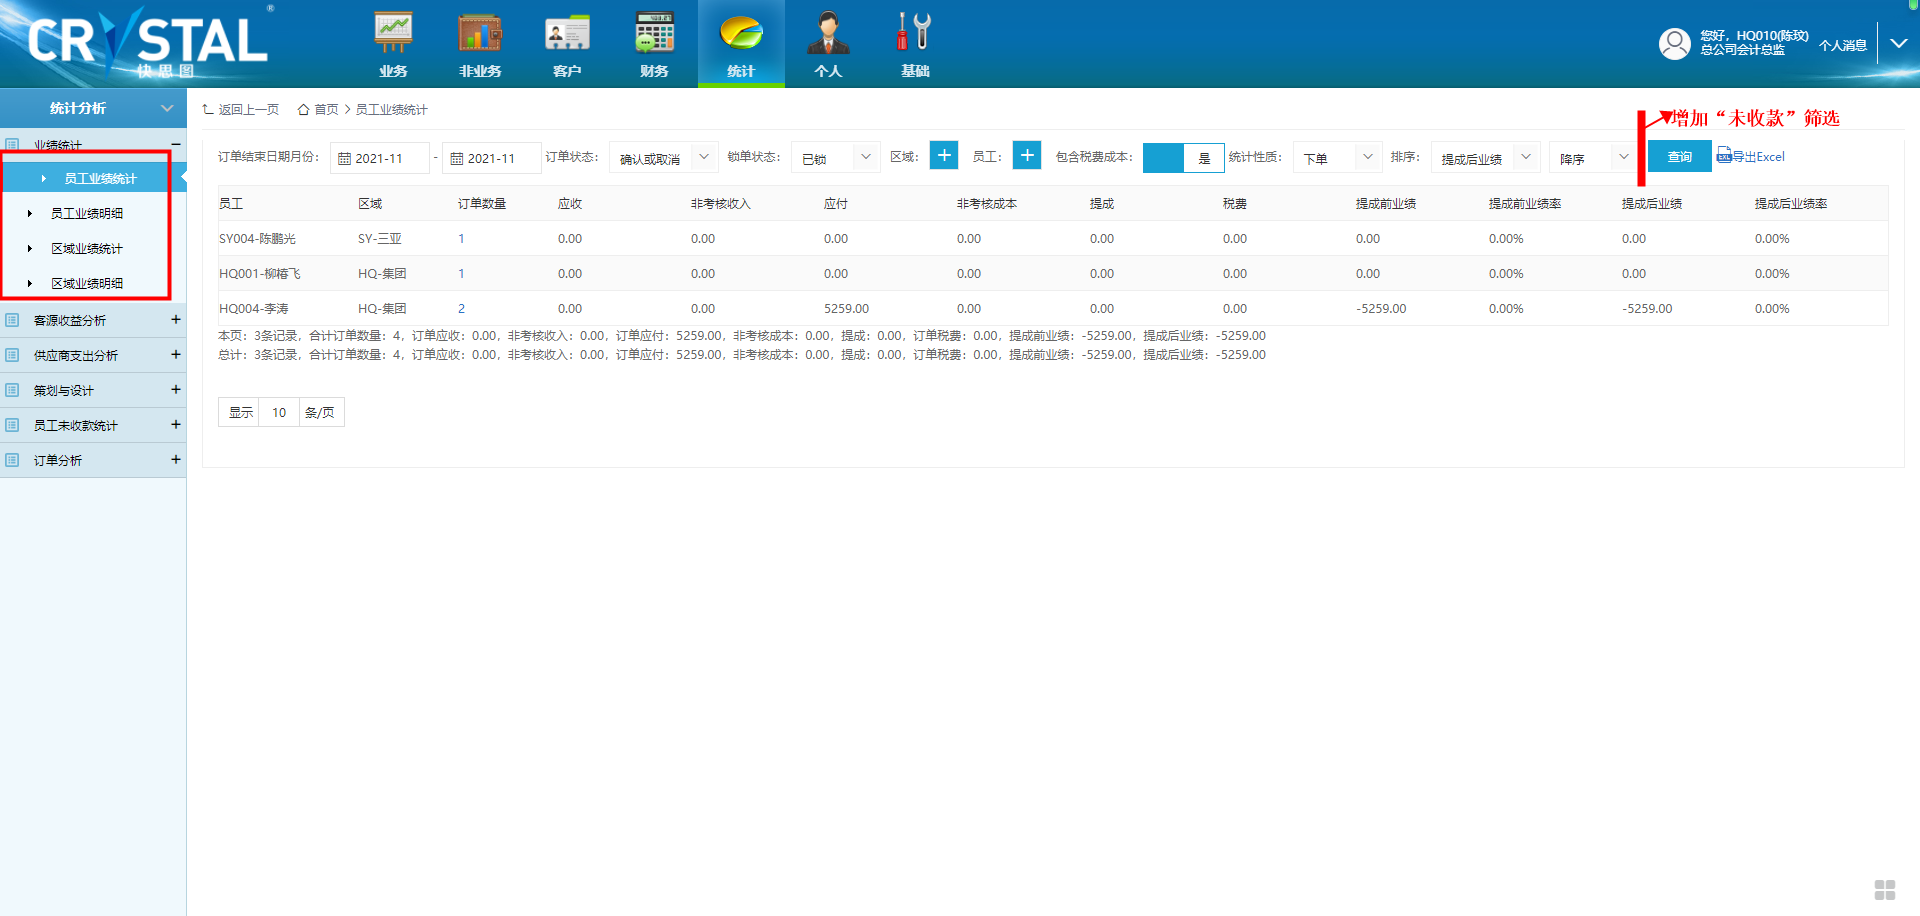 CRYSTAL ®
快思图
业务 非业务 客户 财务 统计 个人 基础
您好，HQ010(陈玟)
总公司会计总监
个人消息
统计分析
业绩统计
员工业绩统计
员工业绩明细
区域业绩统计
区域业绩明细
客源收益分析
供应商支出分析
策划与设计
员工未收款统计
订单分析
返回上一页 首页 > 员工业绩统计
增加“未收款”筛选
订单结束日期月份： 2021-11 - 2021-11 订单状态： 确认或取消 锁单状态： 已锁 区域： + 员工： + 包含税费成本： 是 统计性质： 下单 排序： 提成后业绩 降序 查询 导出Excel
员工 区域 订单数量 应收 非考核收入 应付 非考核成本 提成 税费 提成前业绩 提成前业绩率 提成后业绩 提成后业绩率
SY004-陈鹏光 SY-三亚 1 0.00 0.00 0.00 0.00 0.00 0.00 0.00 0.00% 0.00 0.00%
HQ001-柳椿飞 HQ-集团 1 0.00 0.00 0.00 0.00 0.00 0.00 0.00 0.00% 0.00 0.00%
HQ004-李涛 HQ-集团 2 0.00 0.00 5259.00 0.00 0.00 0.00 -5259.00 0.00% -5259.00 0.00%
本页：3条记录，合计订单数量：4，订单应收：0.00，非考核收入：0.00，订单应付：5259.00，非考核成本：0.00，提成：0.00，订单税费：0.00，提成前业绩：-5259.00，提成后业绩：-5259.00
总计：3条记录，合计订单数量：4，订单应收：0.00，非考核收入：0.00，订单应付：5259.00，非考核成本：0.00，提成：0.00，订单税费：0.00，提成前业绩：-5259.00，提成后业绩：-5259.00
显示 10 条/页